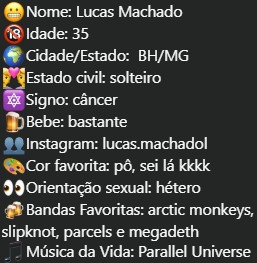 😬Nome: Lucas Machado
🔞Idade: 35
🌍Cidade/Estado:  BH/MG
💏Estado civil: solteiro
🔯Signo: câncer
🍺Bebe: bastante
👥Instagram: lucas.machadol
🎨Cor favorita: pô, sei lá kkkk
👀Orientação sexual: hétero
🍻Bandas Favoritas: arctic monkeys,
slipknot, parcels e megadeth
🎵Música da Vida: Parallel Universe